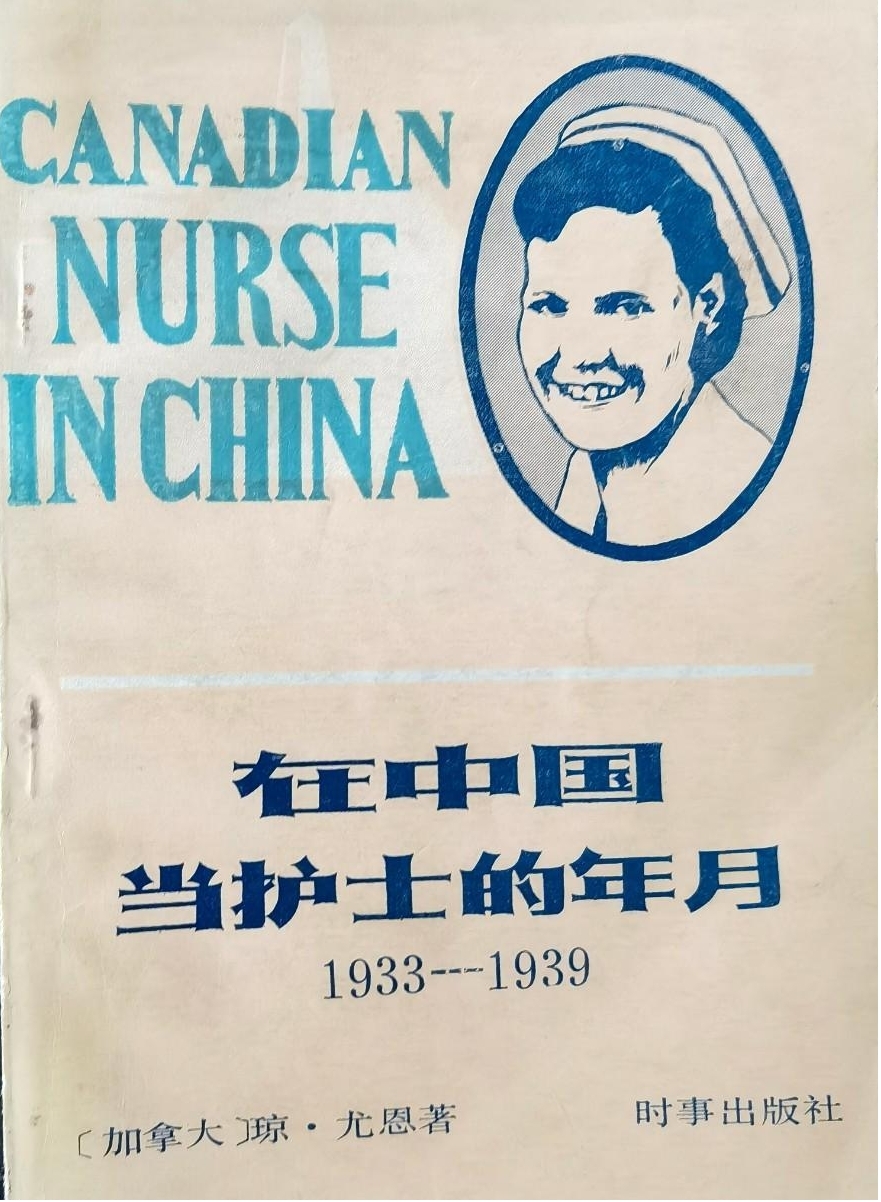 CANADIAN
NURSE
IN CHINA
在中国
当护士的年月
1933---1939
〔加拿大〕琼·尤恩著
时事出版社